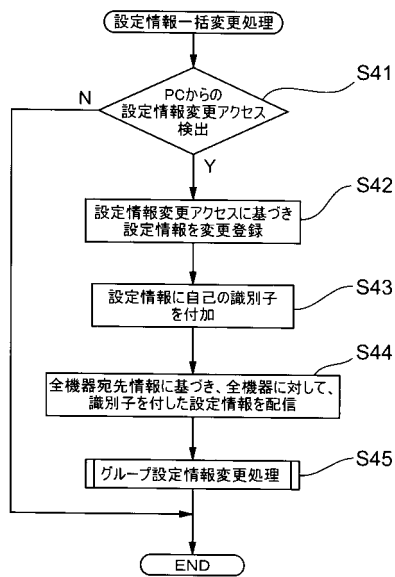 設定情報一括変更処理
S41
N
PCからの
設定情報変更アクセス
検出
Y
S42
設定情報変更アクセスに基づき
設定情報を変更登録
S43
設定情報に自己の識別子
を付加
S44
全機器宛先情報に基づき、全機器に対して、
識別子を付した設定情報を配信
S45
グループ設定情報変更処理
END